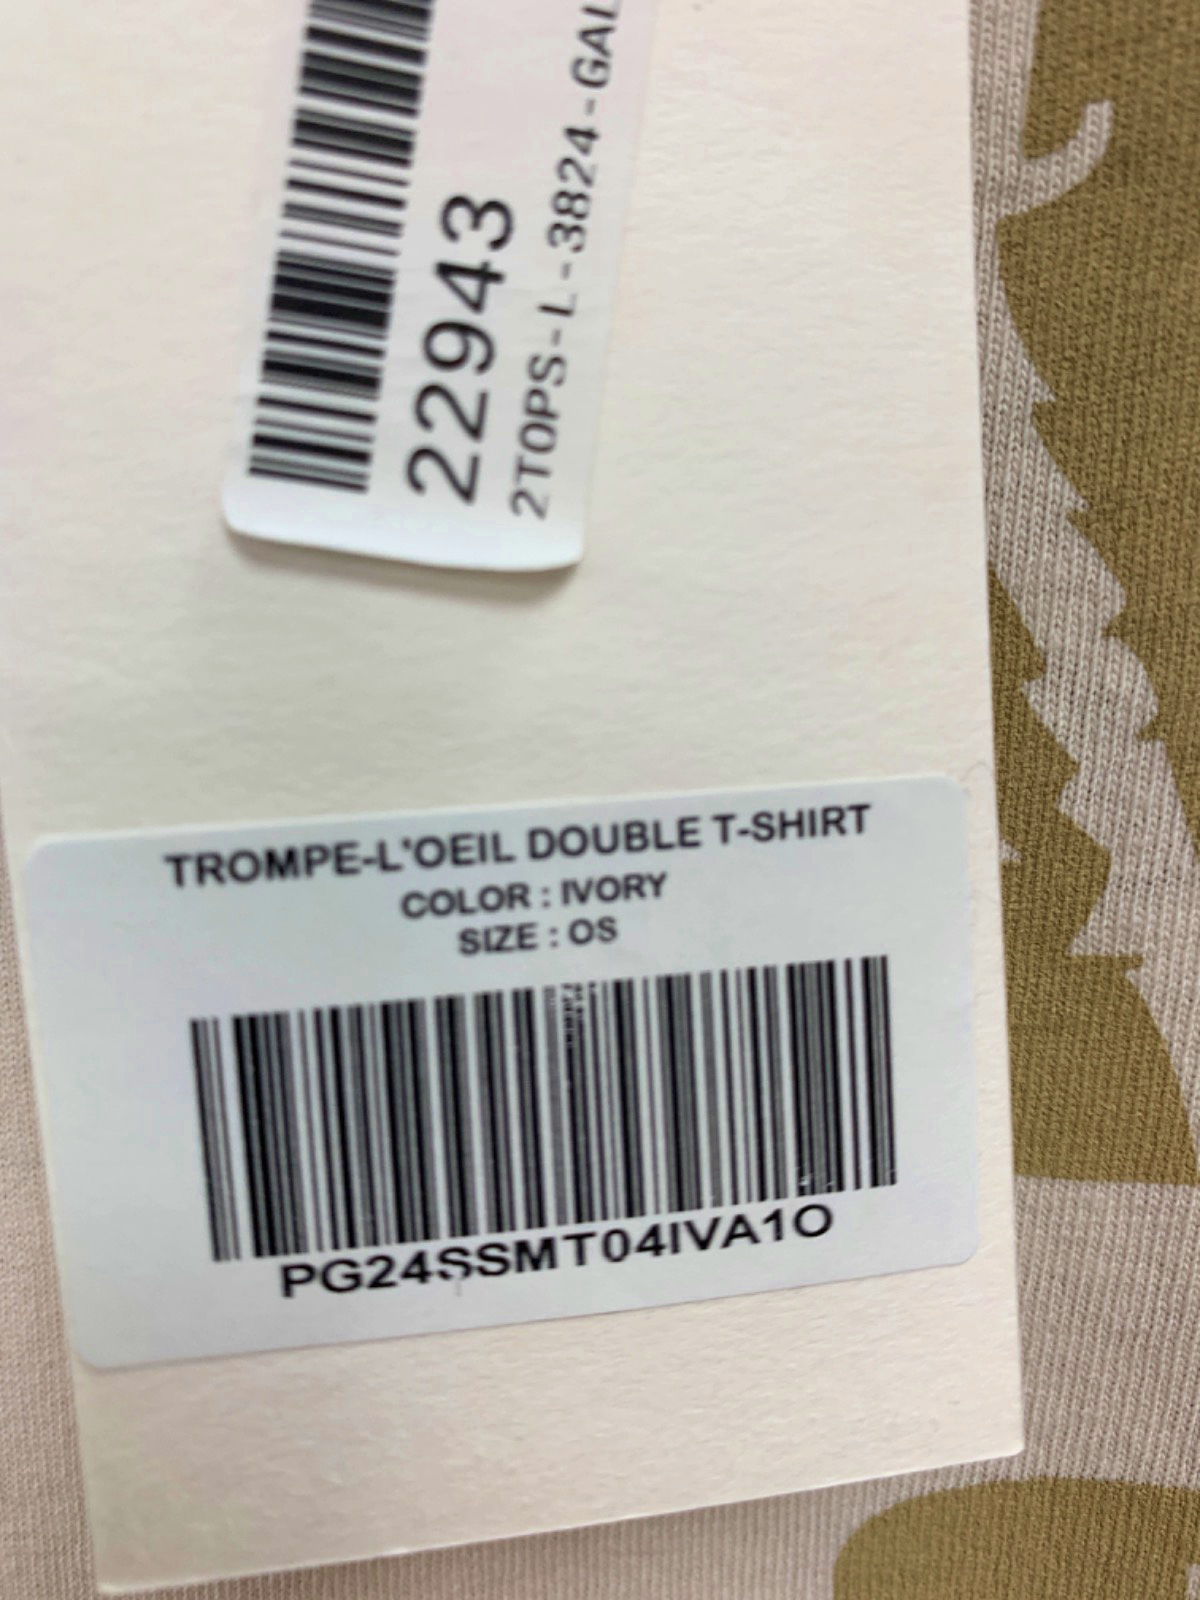 22943
2TOPS-L-3824-GAL
TROMPE-L'OEIL DOUBLE T-SHIRT
COLOR : IVORY
SIZE : OS
PG24SSMT04IVA1O